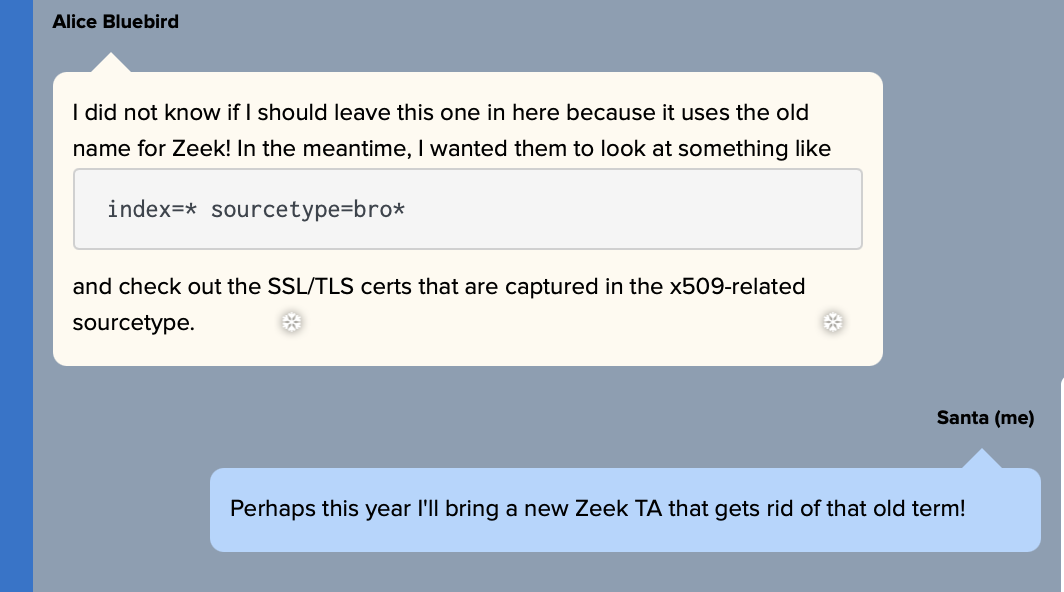 Alice Bluebird
I did not know if I should leave this one in here because it uses the old
name for Zeek! In the meantime, I wanted them to look at something like
index=* sourcetype=bro*
and check out the SSL/TLS certs that are captured in the x509-related
sourcetype.
Santa (me)
Perhaps this year I'll bring a new Zeek TA that gets rid of that old term!